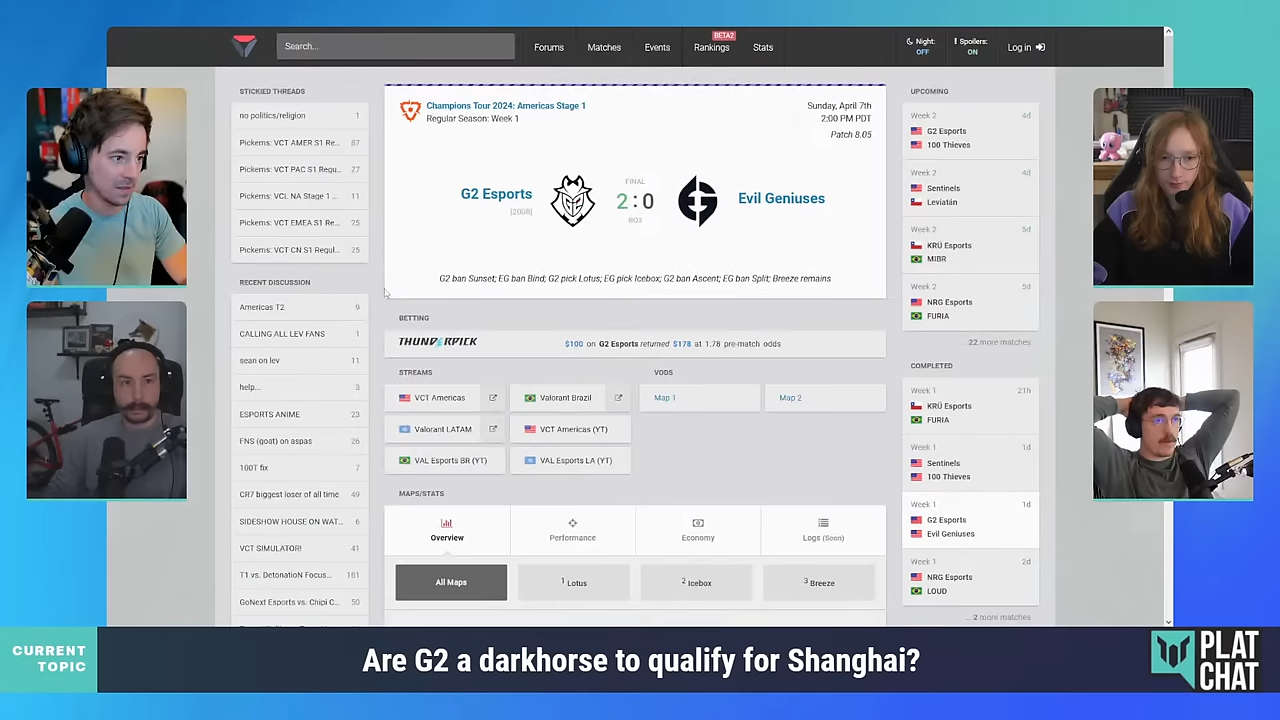 Search...
Forums
Matches
Events
BETA2
Rankings
Stats
Night:
OFF
Spoilers:
ON
Log in
STICKIED THREADS
no politics/religion 1
Pickems: VCT AMER S1 Re... 87
Pickems: VCT PAC S1 Regul... 27
Pickems: VCL NA Stage 1 ... 11
Pickems: VCT EMEA S1 Reg... 25
Pickems: VCT CN S1 Regul... 25
RECENT DISCUSSION
Americas T2 9
CALLING ALL LEV FANS 1
sean on lev 11
help... 3
ESPORTS ANIME 23
FNS (goat) on aspas 26
100T fix 7
CR7 biggest loser of all time 49
SIDESHOW HOUSE ON WAT... 6
VCT SIMULATOR! 41
T1 vs. DetonatioN Focus... 181
GoNext Esports vs. Chipi C... 50
Champions Tour 2024: Americas Stage 1
Regular Season: Week 1
Sunday, April 7th
2:00 PM PDT
Patch 8.05
G2 Esports
[2008]
FINAL
2 : 0
BO3
Evil Geniuses
G2 ban Sunset; EG ban Bind; G2 pick Lotus; EG pick Icebox; G2 ban Ascent; EG ban Split; Breeze remains
BETTING
THUNDERPICK
$100 on G2 Esports returned $178 at 1.78 pre-match odds
STREAMS
VCT Americas
Valorant Brazil
Valorant LATAM
VCT Americas (YT)
VAL Esports BR (YT)
VAL Esports LA (YT)
VODS
Map 1
Map 2
MAPS/STATS
Overview
Performance
Economy
Logs (Soon)
All Maps
1 Lotus
2 Icebox
3 Breeze
UPCOMING
Week 2 4d
G2 Esports
100 Thieves
Week 2 4d
Sentinels
Leviatán
Week 2 5d
KRÜ Esports
MIBR
Week 2 5d
NRG Esports
FURIA
... 22 more matches
COMPLETED
Week 1 21h
KRÜ Esports
FURIA
Week 1 1d
Sentinels
100 Thieves
Week 1 1d
G2 Esports
Evil Geniuses
Week 1 2d
NRG Esports
LOUD
... 2 more matches
CURRENT
TOPIC
Are G2 a darkhorse to qualify for Shanghai?
PLAT
CHAT